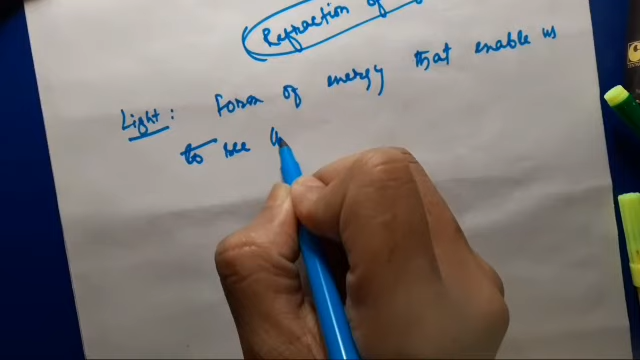 Refraction of
Light: Form of energy that enable us
to see